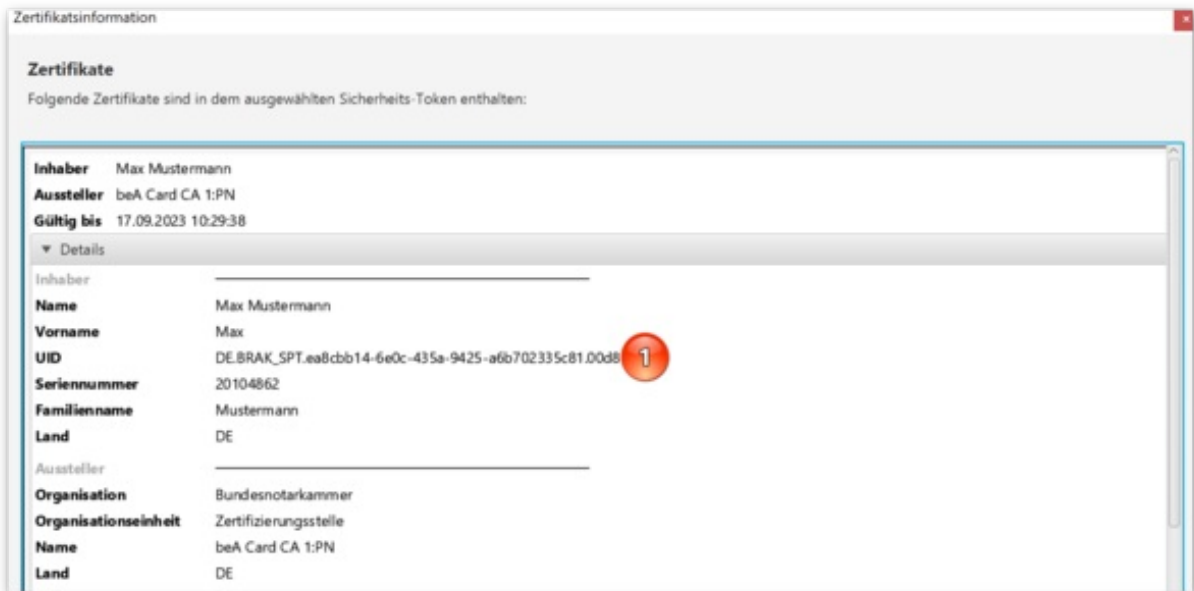 Zertifikatsinformation
Zertifikate
Folgende Zertifikate sind in dem ausgewählten Sicherheits-Token enthalten:
Inhaber Max Mustermann
Aussteller beA Card CA 1:PN
Gültig bis 17.09.2023 10:29:38
Details
Inhaber
Name Max Mustermann
Vorname Max
UID DE.BRAK_SPT.ea8cbb14-6e0c-435a-9425-a6b702335c81.00d8 1
Seriennummer 20104862
Familienname Mustermann
Land DE
Aussteller
Organisation Bundesnotarkammer
Organisationseinheit Zertifizierungsstelle
Name beA Card CA 1:PN
Land DE